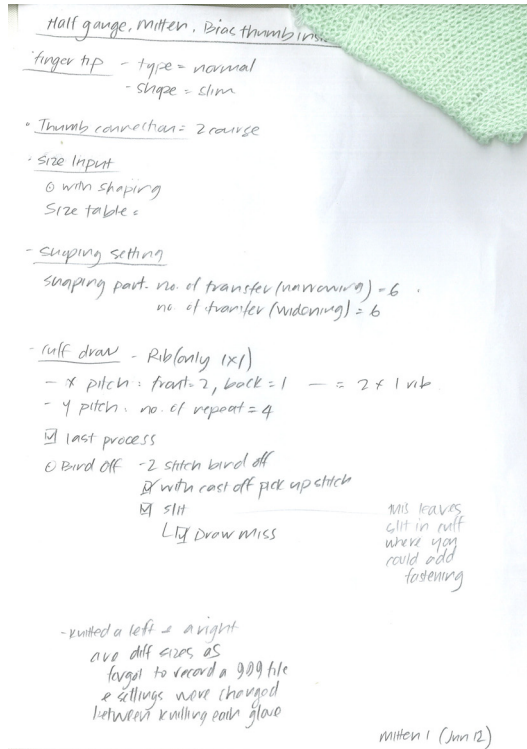 Half gauge, mitten, Bias thumb ins
finger tip - type = normal
- shape = slim
• Thumb connection = 2 course
· Size Input
⊙ with shaping
Size table:
- Shaping setting
shaping part. no. of transfer (narrowing) = 6 .
no of transfer (widening) = 6
- Cuff draw - Rib (only 1x1)
- x pitch : front = 2, back = 1 — = 2 x 1 rib
- y pitch : no. of repeat = 4
☑ last process
⊙ Bind off - 2 stitch bind off
☑ with cast off pick up stitch
☑ slit
L☑ Draw miss
this leaves
slit in cuff
where you
could add
fastening
- knitted a left & a right
are diff sizes as
forgot to record a 999 file
& settings were changed
between knitting each glove
mitten 1 (Jun 12)